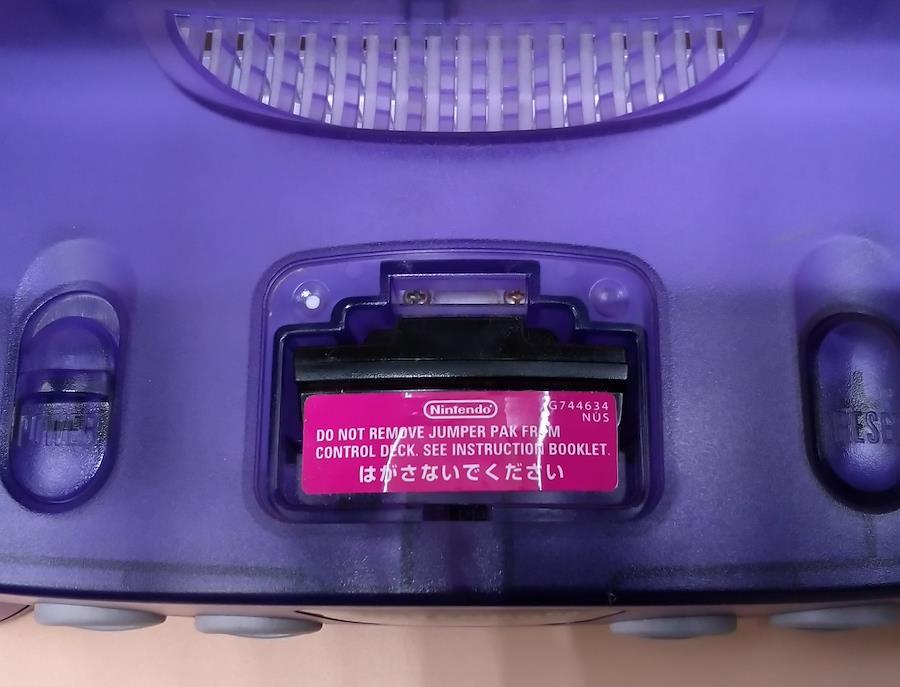 Nintendo
G744634
NUS
DO NOT REMOVE JUMPER PAK FROM
CONTROL DECK. SEE INSTRUCTION BOOKLET.
はがさないでください
POWER
RESE